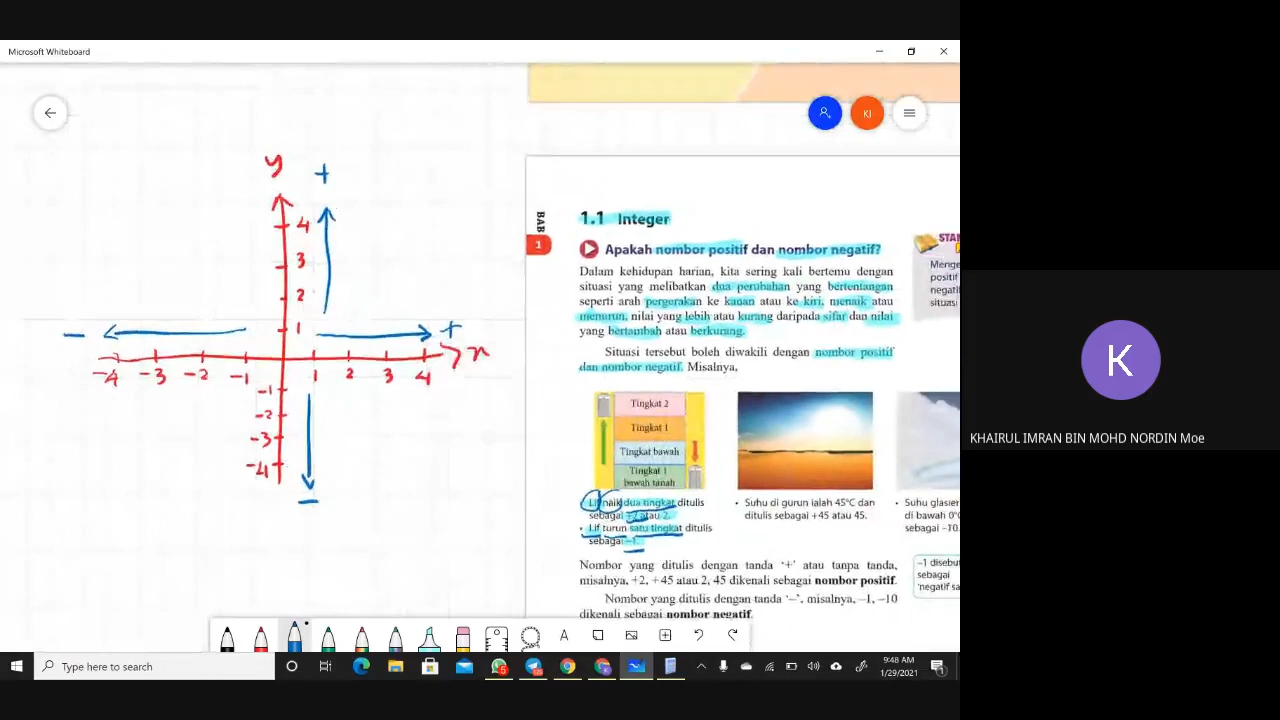 Microsoft Whiteboard
KI
y
+
4
3
2
1
-
+
x
-4 -3 -2 -1 1 2 3 4
-1
-2
-3
-4
-
BAB
1
1.1 Integer
Apakah nombor positif dan nombor negatif?
Dalam kehidupan harian, kita sering kali bertemu dengan
situasi yang melibatkan dua perubahan yang bertentangan
seperti arah pergerakan ke kanan atau ke kiri, menaik atau
menurun, nilai yang lebih atau kurang daripada sifar dan nilai
yang bertambah atau berkurang.
Situasi tersebut boleh diwakili dengan nombor positif
dan nombor negatif. Misalnya,
STAN
Menge
positif
negatif
situasi
Tingkat 2
Tingkat 1
Tingkat bawah
Tingkat 1
bawah tanah
• Lif naik dua tingkat ditulis
sebagai +2 atau 2.
• Lif turun satu tingkat ditulis
sebagai –1.
• Suhu di gurun ialah 45°C dan
ditulis sebagai +45 atau 45.
• Suhu glasier
di bawah 0°
sebagai –10.
Nombor yang ditulis dengan tanda '+' atau tanpa tanda,
misalnya, +2, +45 atau 2, 45 dikenali sebagai nombor positif.
Nombor yang ditulis dengan tanda '–', misalnya, –1, –10
dikenali sebagai nombor negatif.
–1 disebu
sebagai
'negatif sa
K
KHAIRUL IMRAN BIN MOHD NORDIN Moe
A
Type here to search
5
K
9:48 AM
1/29/2021
1